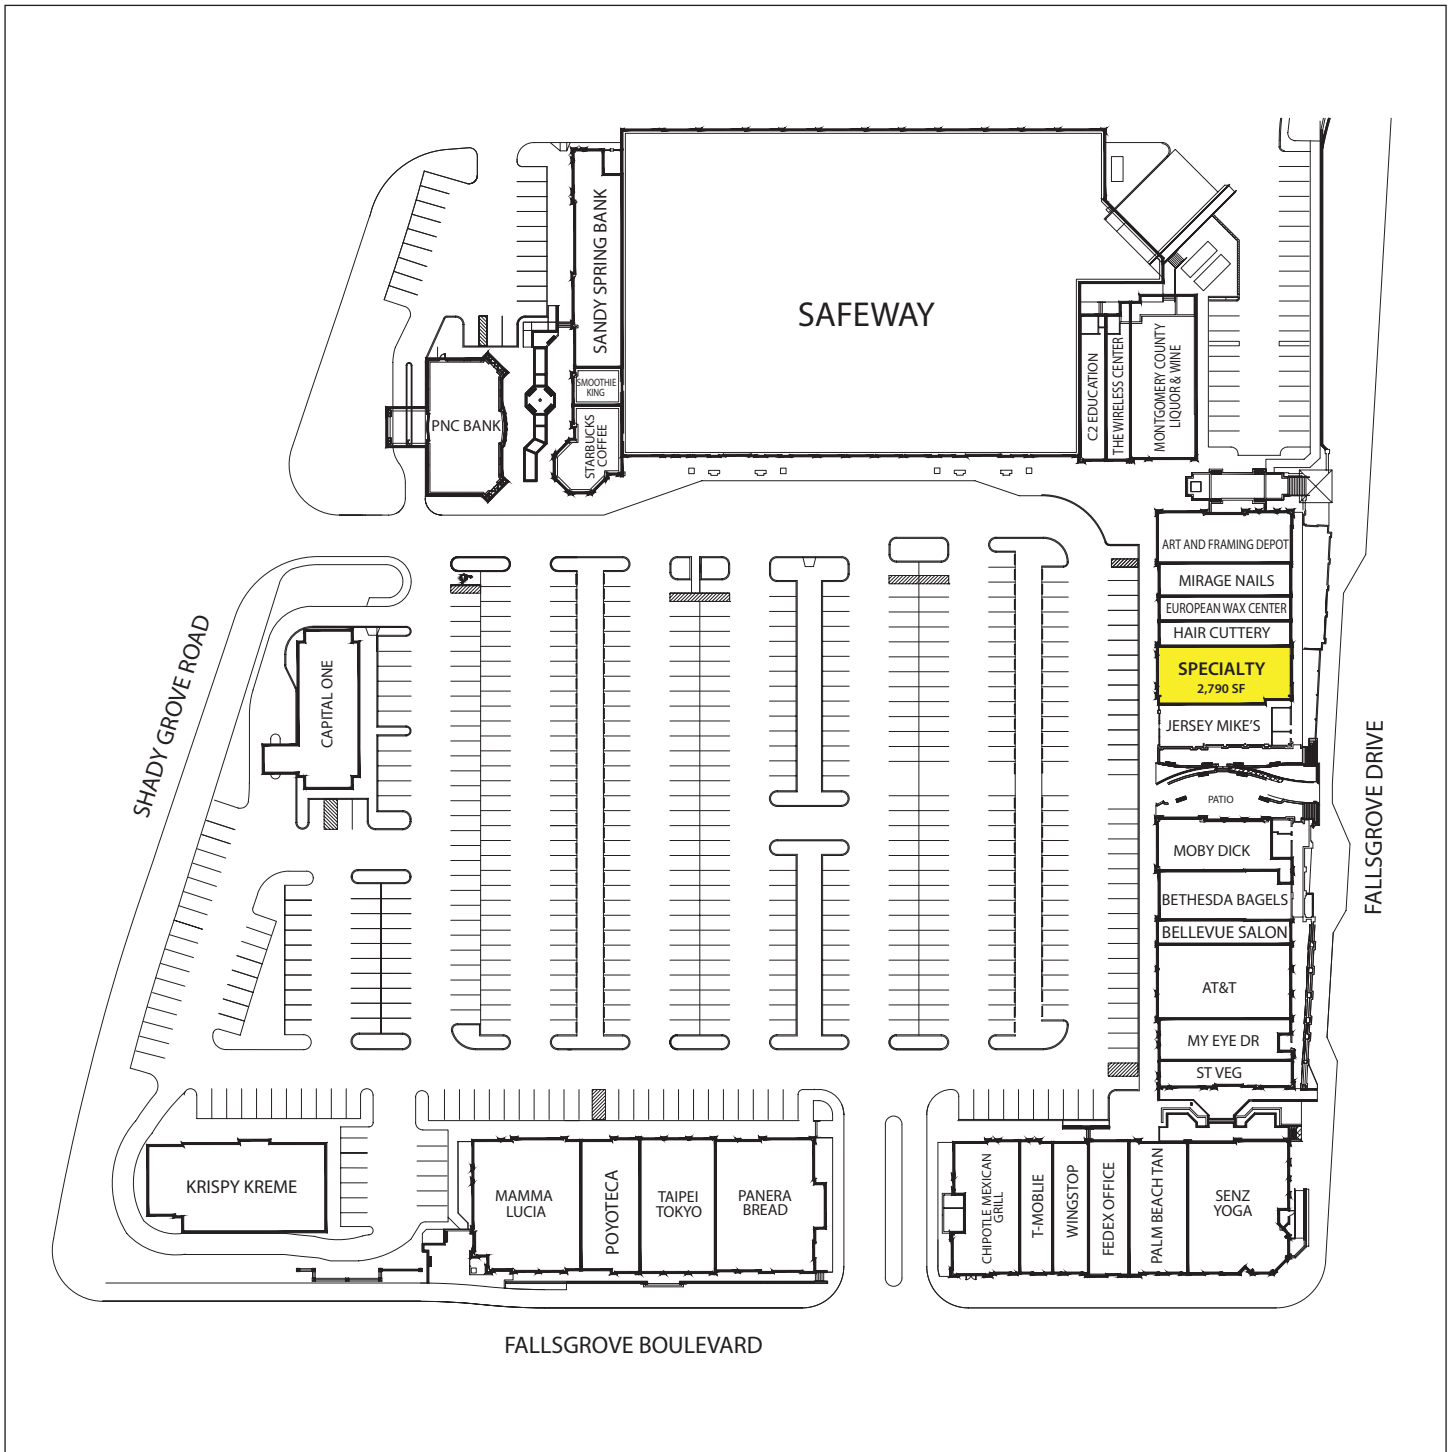 SAFEWAY
SANDY SPRING BANK
SMOOTHIE
KING
STARBUCKS
COFFEE
PNC BANK
C2 EDUCATION
THE WIRELESS CENTER
MONTGOMERY COUNTY
LIQUOR & WINE
ART AND FRAMING DEPOT
MIRAGE NAILS
EUROPEAN WAX CENTER
HAIR CUTTERY
SPECIALTY
2,790 SF
JERSEY MIKE'S
PATIO
MOBY DICK
BETHESDA BAGELS
BELLEVUE SALON
AT&T
MY EYE DR
ST VEG
FALLSGROVE DRIVE
SHADY GROVE ROAD
CAPITAL ONE
KRISPY KREME
MAMMA
LUCIA
POYOTECA
TAIPEI
TOKYO
PANERA
BREAD
CHIPOTLE MEXICAN
GRILL
T-MOBLIE
WINGSTOP
FEDEX OFFICE
PALM BEACH TAN
SENZ
YOGA
FALLSGROVE BOULEVARD